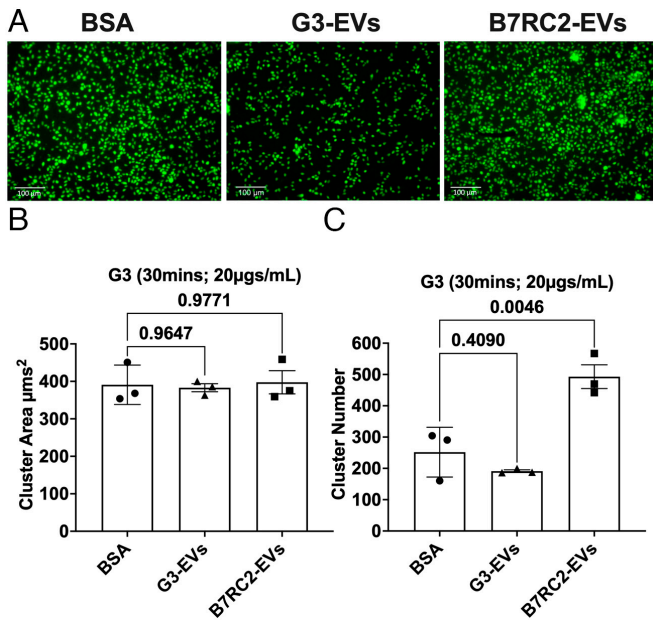 A
BSA
G3-EVs
B7RC2-EVs
100 µm
100 µm
100 µm
B
C
G3 (30mins; 20µgs/mL)
0.9771
0.9647
500
400
300
200
100
0
Cluster Area µms²
BSA
G3-EVs
B7RC2-EVs
G3 (30mins; 20µgs/mL)
0.0046
0.4090
600
500
400
300
200
100
0
Cluster Number
BSA
G3-EVs
B7RC2-EVs